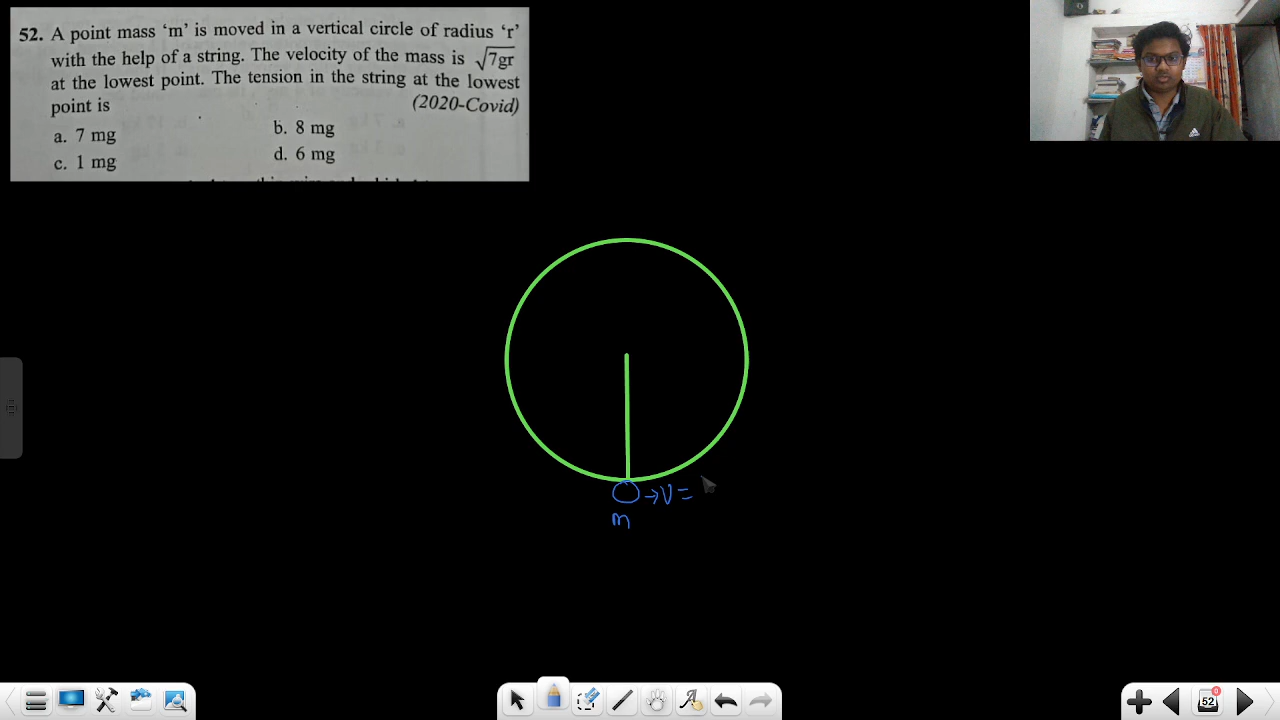 52. A point mass ‘m’ is moved in a vertical circle of radius ‘r’
with the help of a string. The velocity of the mass is √7gr
at the lowest point. The tension in the string at the lowest
point is (2020-Covid)
a. 7 mg b. 8 mg
c. 1 mg d. 6 mg
→V =
m
52